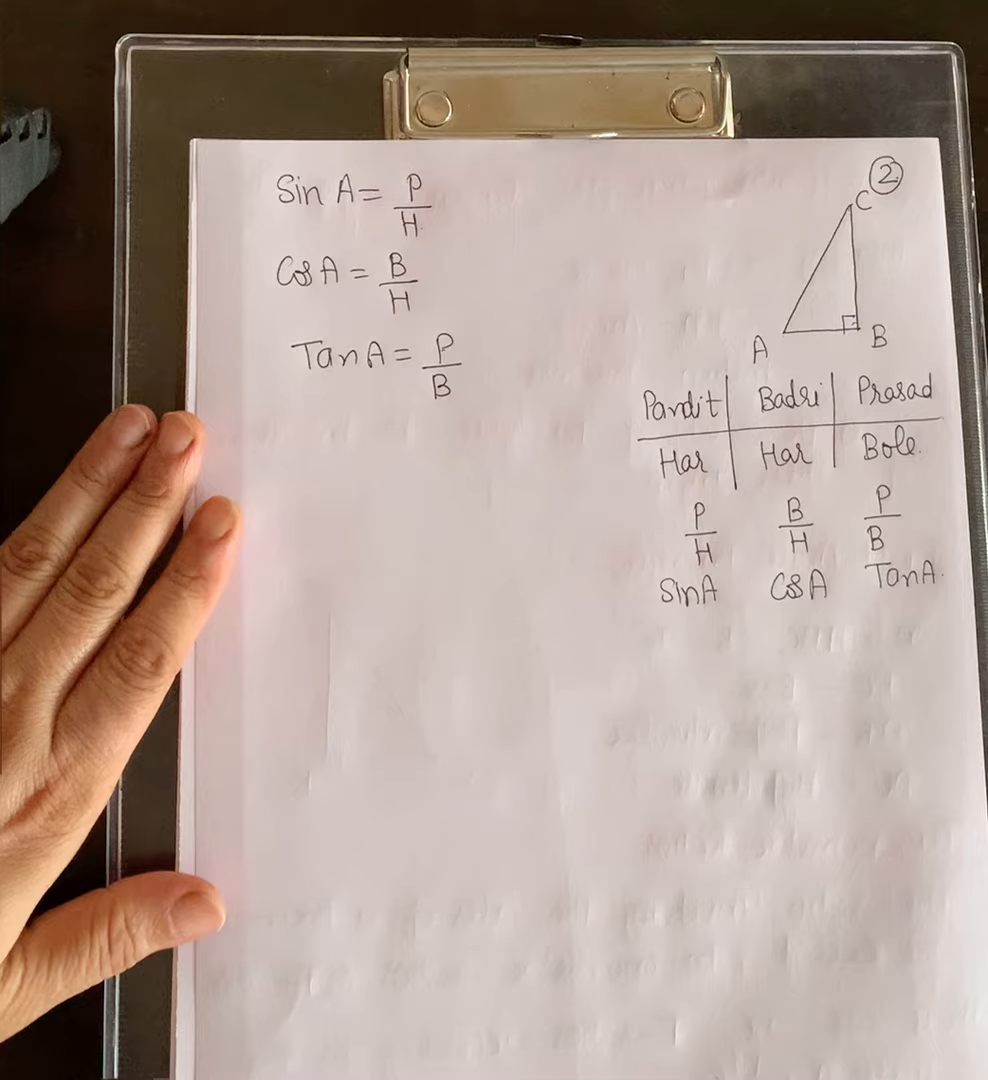 Sin A = P/H
Cos A = B/H
Tan A = P/B
2
C
A B
Pandit | Badri | Prasad
Har | Har | Bole.
P/H B/H P/B
SinA CosA TanA.